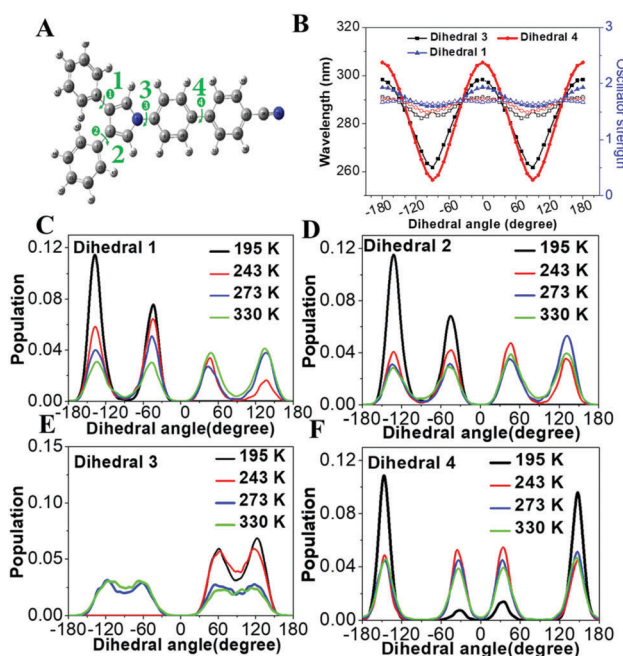 A
1
3
4
1
3
4
2
2
B
Dihedral 3
Dihedral 4
Dihedral 1
Wavelength (nm)
320
300
280
260
Oscillator strength
3
2
1
0
-180 -120 -60 0 60 120 180
Dihedral angle (degree)
C
Dihedral 1
195 K
243 K
273 K
330 K
Population
0.12
0.08
0.04
0.00
-180 -120 -60 0 60 120 180
Dihedral angle(degree)
D
Dihedral 2
195 K
243 K
273 K
330 K
Population
0.12
0.08
0.04
0.00
-180 -120 -60 0 60 120 180
Dihedral angle(degree)
E
Dihedral 3
195 K
243 K
273 K
330 K
Population
0.15
0.10
0.05
0.00
-180 -120 -60 0 60 120 180
Dihedral angle(degree)
F
Dihedral 4
195 K
243 K
273 K
330 K
Population
0.12
0.08
0.04
0.00
-180 -120 -60 0 60 120 180
Dihedral angle(degree)